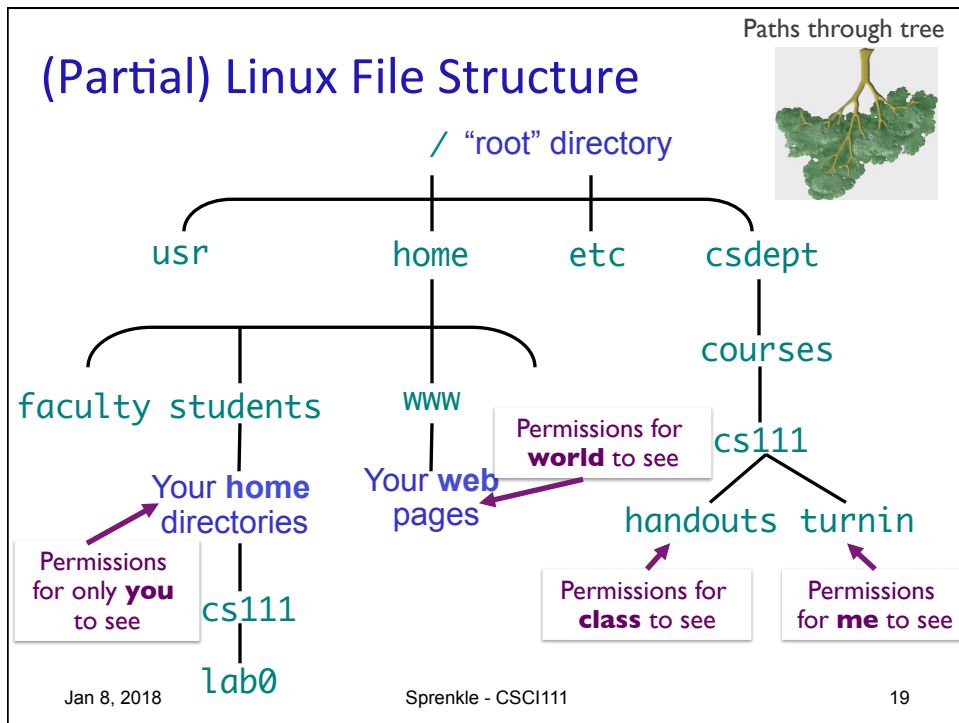 Paths through tree
(Partial) Linux File Structure
/ “root” directory
usr home etc csdept
courses
faculty students www
Permissions for
world to see
cs111
Your home
directories
Your web
pages
handouts turnin
Permissions
for only you
to see
Permissions for
class to see
Permissions
for me to see
cs111
lab0
Jan 8, 2018 Sprenkle - CSCI111 19